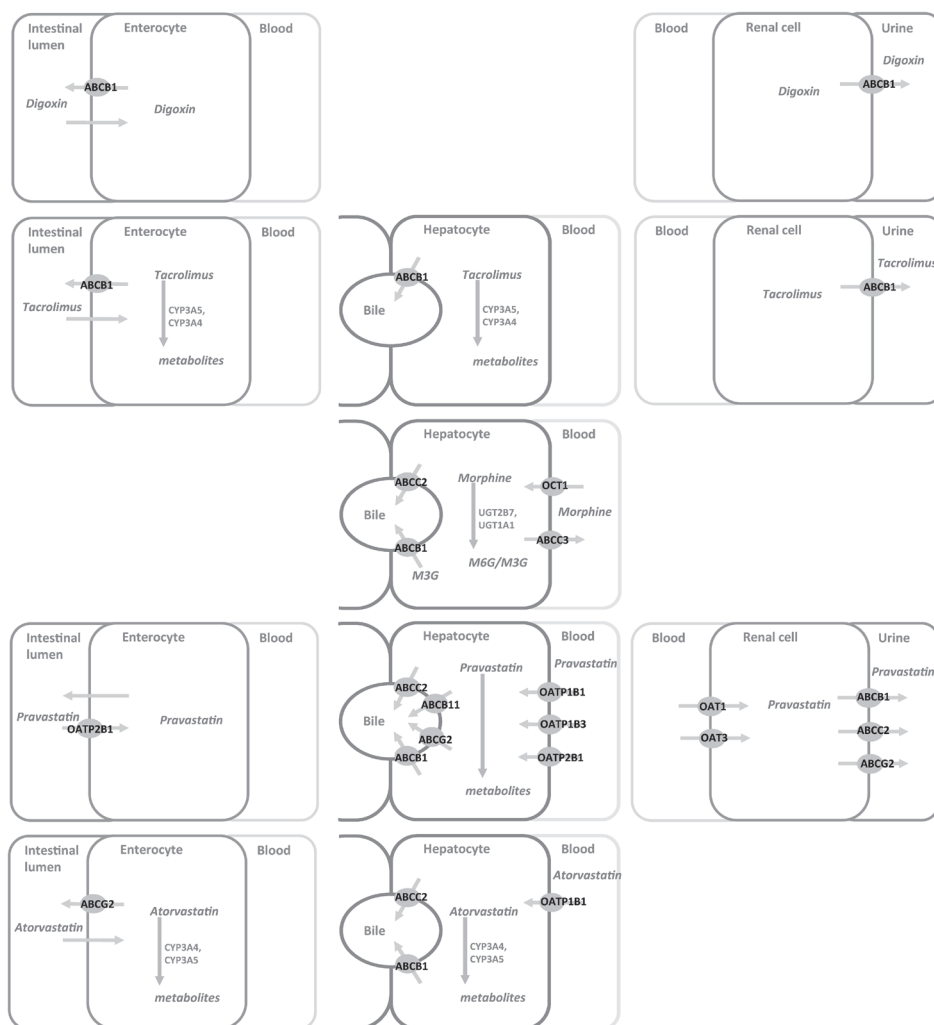 Intestinal
lumen
Enterocyte
Blood
ABCB1
Digoxin
Digoxin
Blood
Renal cell
Urine
Digoxin
Digoxin
ABCB1
Intestinal
lumen
Enterocyte
Blood
ABCB1
Tacrolimus
Tacrolimus
CYP3A5,
CYP3A4
metabolites
Hepatocyte
Blood
ABCB1
Tacrolimus
Bile
CYP3A5,
CYP3A4
metabolites
Blood
Renal cell
Urine
Tacrolimus
Tacrolimus
ABCB1
Hepatocyte
Blood
ABCC2
Morphine
OCT1
Bile
UGT2B7,
UGT1A1
Morphine
ABCB1
ABCC3
M3G
M6G/M3G
Intestinal
lumen
Enterocyte
Blood
Pravastatin
OATP2B1
Pravastatin
Hepatocyte
Blood
Pravastatin
Pravastatin
ABCC2
ABCB11
OATP1B1
Bile
ABCG2
OATP1B3
ABCB1
OATP2B1
metabolites
Blood
Renal cell
Urine
Pravastatin
OAT1
Pravastatin
ABCB1
OAT3
ABCC2
ABCG2
Intestinal
lumen
Enterocyte
Blood
ABCG2
Atorvastatin
Atorvastatin
CYP3A4,
CYP3A5
metabolites
Hepatocyte
Blood
Atorvastatin
ABCC2
OATP1B1
Atorvastatin
Bile
CYP3A4,
CYP3A5
ABCB1
metabolites